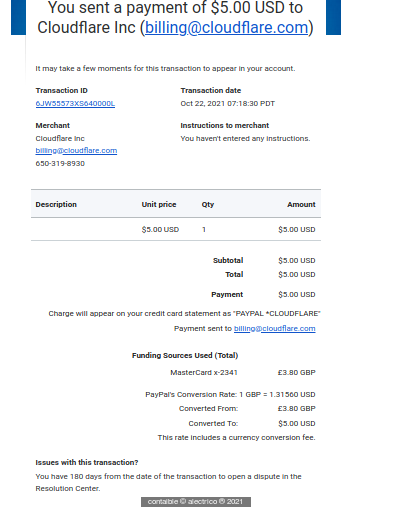 You sent a payment of $5.00 USD to
Cloudflare Inc (billing@cloudflare.com)
It may take a few moments for this transaction to appear in your account.
Transaction ID
6JW55573XS640000L
Transaction date
Oct 22, 2021 07:18:30 PDT
Merchant
Cloudflare Inc
billing@cloudflare.com
650-319-8930
Instructions to merchant
You haven't entered any instructions.
Description Unit price Qty Amount
$5.00 USD 1 $5.00 USD
Subtotal $5.00 USD
Total $5.00 USD
Payment $5.00 USD
Charge will appear on your credit card statement as "PAYPAL *CLOUDFLARE"
Payment sent to billing@cloudflare.com
Funding Sources Used (Total)
MasterCard x-2341 £3.80 GBP
PayPal's Conversion Rate: 1 GBP = 1.31560 USD
Converted From: £3.80 GBP
Converted To: $5.00 USD
This rate includes a currency conversion fee.
Issues with this transaction?
You have 180 days from the date of the transaction to open a dispute in the
Resolution Center.
contaible © alectrico ® 2021